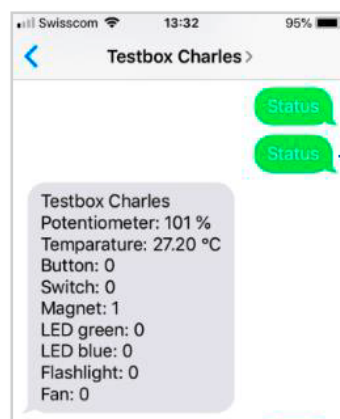 Swisscom 13:32 95%
Testbox Charles
Status
Status
Testbox Charles
Potentiometer: 101 %
Temparature: 27.20 °C
Button: 0
Switch: 0
Magnet: 1
LED green: 0
LED blue: 0
Flashlight: 0
Fan: 0